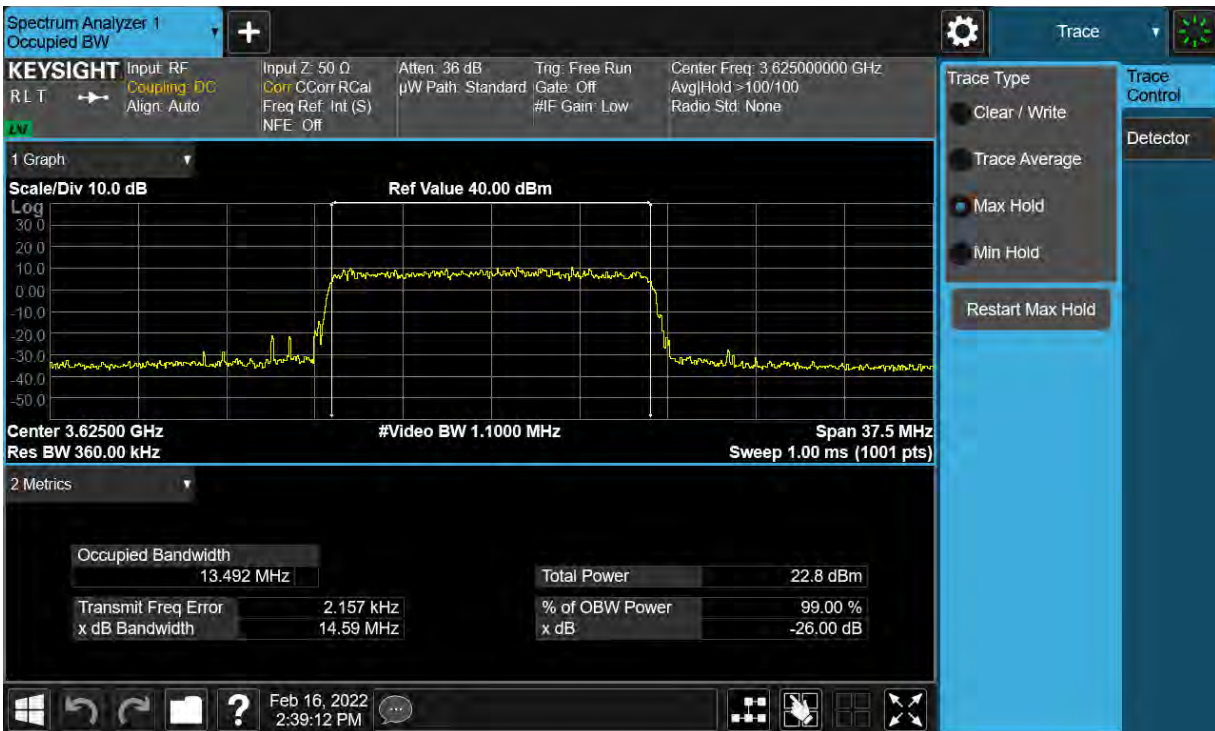 Spectrum Analyzer 1
Occupied BW
+
Trace
KEYSIGHT
R L T
LXI
Input: RF
Coupling: DC
Align: Auto
Input Z: 50 Ω
Corr CCorr RCal
Freq Ref: Int (S)
NFE: Off
Atten: 36 dB
µW Path: Standard
Trig: Free Run
Gate: Off
#IF Gain: Low
Center Freq: 3.625000000 GHz
Avg|Hold >100/100
Radio Std: None
Trace Type
Clear / Write
Trace Average
Max Hold
Min Hold
Restart Max Hold
Trace
Control
Detector
1 Graph
Scale/Div 10.0 dB
Ref Value 40.00 dBm
Log
30.0
20.0
10.0
0.00
-10.0
-20.0
-30.0
-40.0
-50.0
Center 3.62500 GHz
#Video BW 1.1000 MHz
Span 37.5 MHz
Res BW 360.00 kHz
Sweep 1.00 ms (1001 pts)
2 Metrics
Occupied Bandwidth
13.492 MHz
Total Power 22.8 dBm
Transmit Freq Error 2.157 kHz
% of OBW Power 99.00 %
x dB Bandwidth 14.59 MHz
x dB -26.00 dB
?
Feb 16, 2022
2:39:12 PM